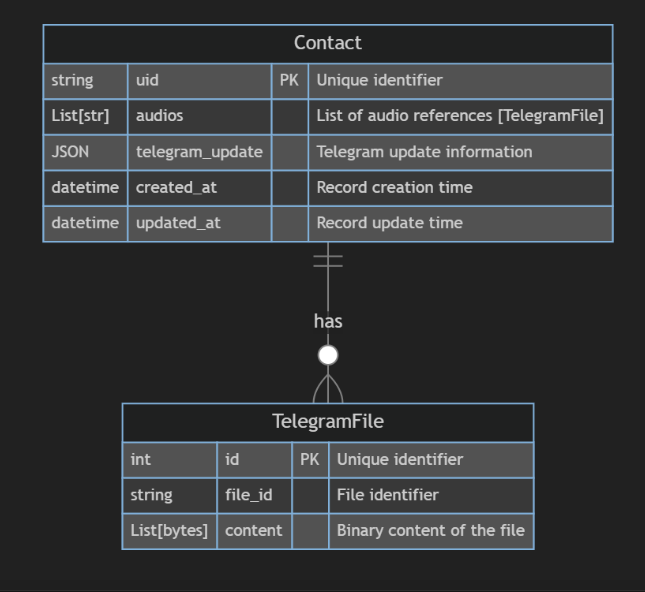 Contact
string uid PK Unique identifier
List[str] audios List of audio references [TelegramFile]
JSON telegram_update Telegram update information
datetime created_at Record creation time
datetime updated_at Record update time
has
TelegramFile
int id PK Unique identifier
string file_id File identifier
List[bytes] content Binary content of the file